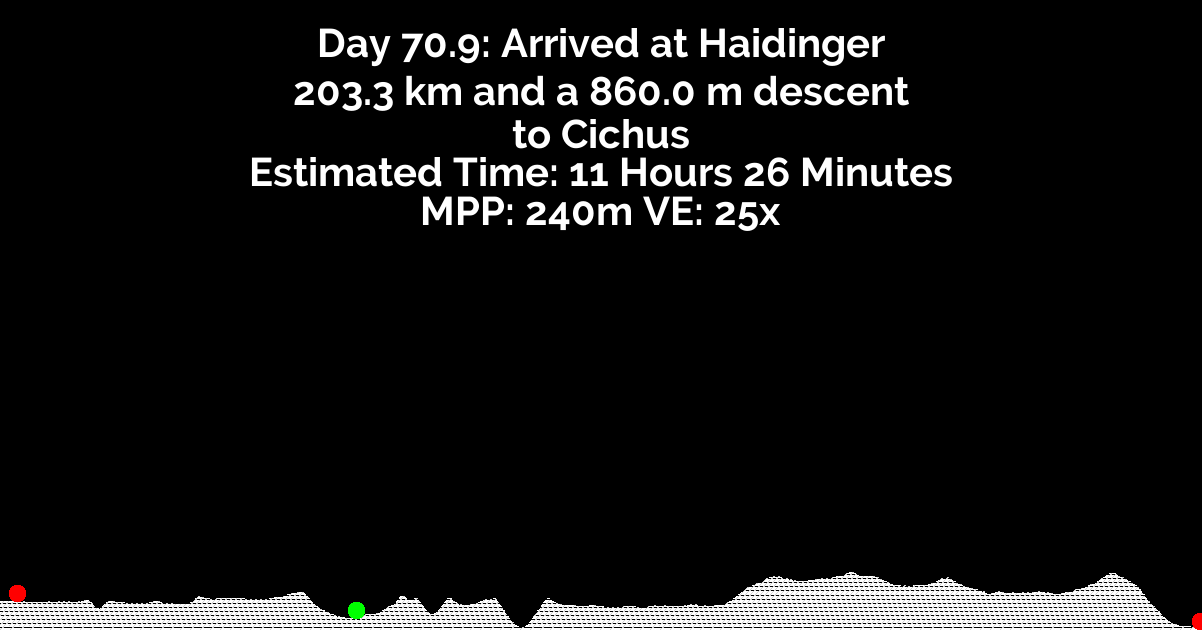 Day 70.9: Arrived at Haidinger
203.3 km and a 860.0 m descent
to Cichus
Estimated Time: 11 Hours 26 Minutes
MPP: 240m VE: 25x